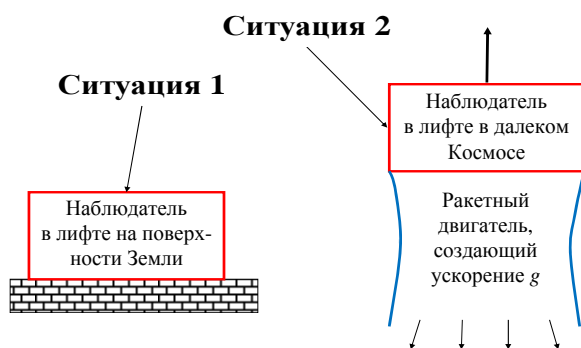 Ситуация 1
Наблюдатель
в лифте на поверх-
ности Земли
Ситуация 2
Наблюдатель
в лифте в далеком
Космосе
Ракетный
двигатель,
создающий
ускорение g